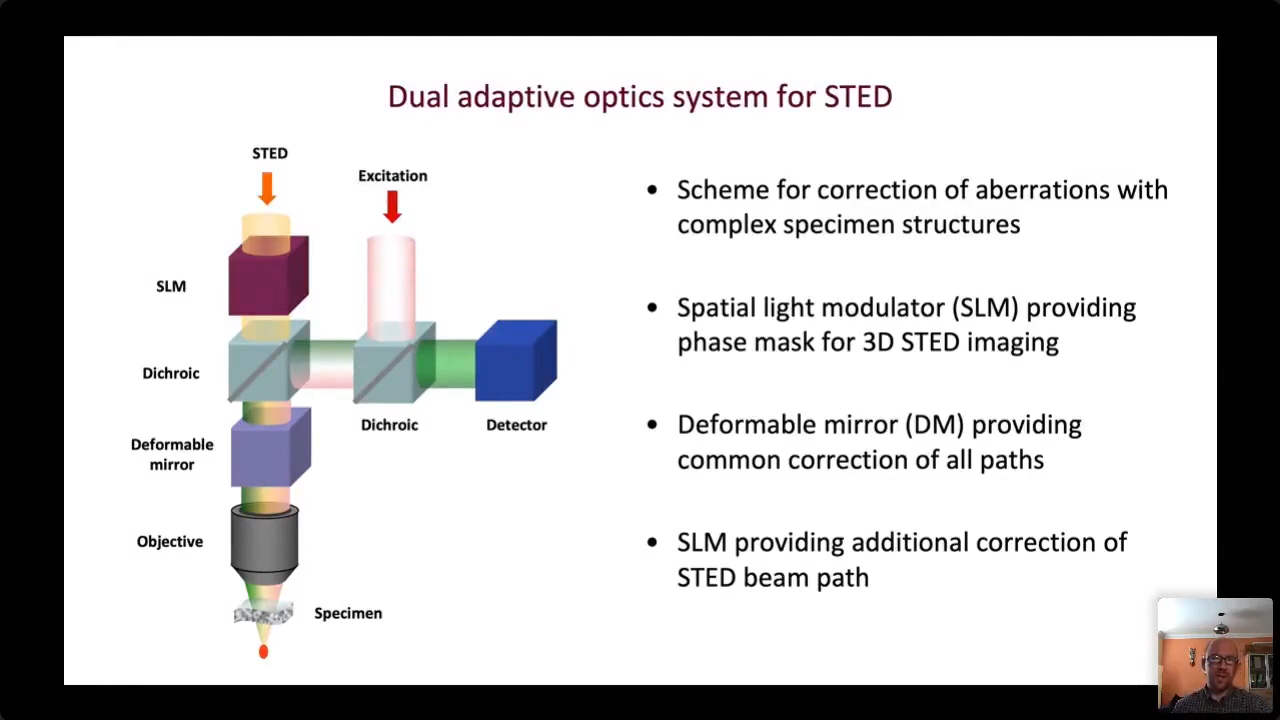 Dual adaptive optics system for STED
STED
Excitation
SLM
Dichroic
Dichroic
Detector
Deformable
mirror
Objective
Specimen
• Scheme for correction of aberrations with
complex specimen structures
• Spatial light modulator (SLM) providing
phase mask for 3D STED imaging
• Deformable mirror (DM) providing
common correction of all paths
• SLM providing additional correction of
STED beam path